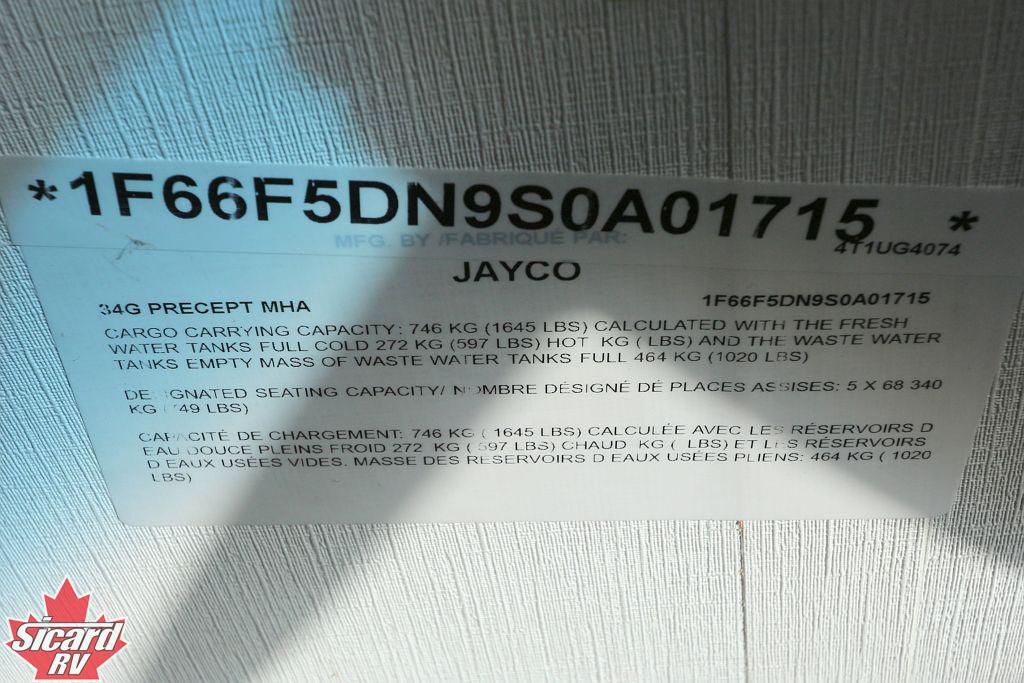 *1F66F5DN9S0A01715 *
MFG. BY /FABRIQUÉ PAR:
4T1UG4074
JAYCO
34G PRECEPT MHA 1F66F5DN9S0A01715
CARGO CARRYING CAPACITY: 746 KG (1645 LBS) CALCULATED WITH THE FRESH
WATER TANKS FULL COLD 272 KG (597 LBS) HOT KG ( LBS) AND THE WASTE WATER
TANKS EMPTY MASS OF WASTE WATER TANKS FULL 464 KG (1020 LBS)
DESIGNATED SEATING CAPACITY/ NOMBRE DÉSIGNÉ DE PLACES ASSISES: 5 X 68 340
KG (749 LBS)
CAPACITÉ DE CHARGEMENT: 746 KG ( 1645 LBS) CALCULÉE AVEC LES RÉSERVOIRS D
EAU DOUCE PLEINS FROID 272 KG ( 597 LBS) CHAUD KG ( LBS) ET LES RÉSERVOIRS
D EAUX USÉES VIDES. MASSE DES RESERVOIRS D EAUX USÉES PLIENS: 464 KG ( 1020
LBS)
Sicard
RV